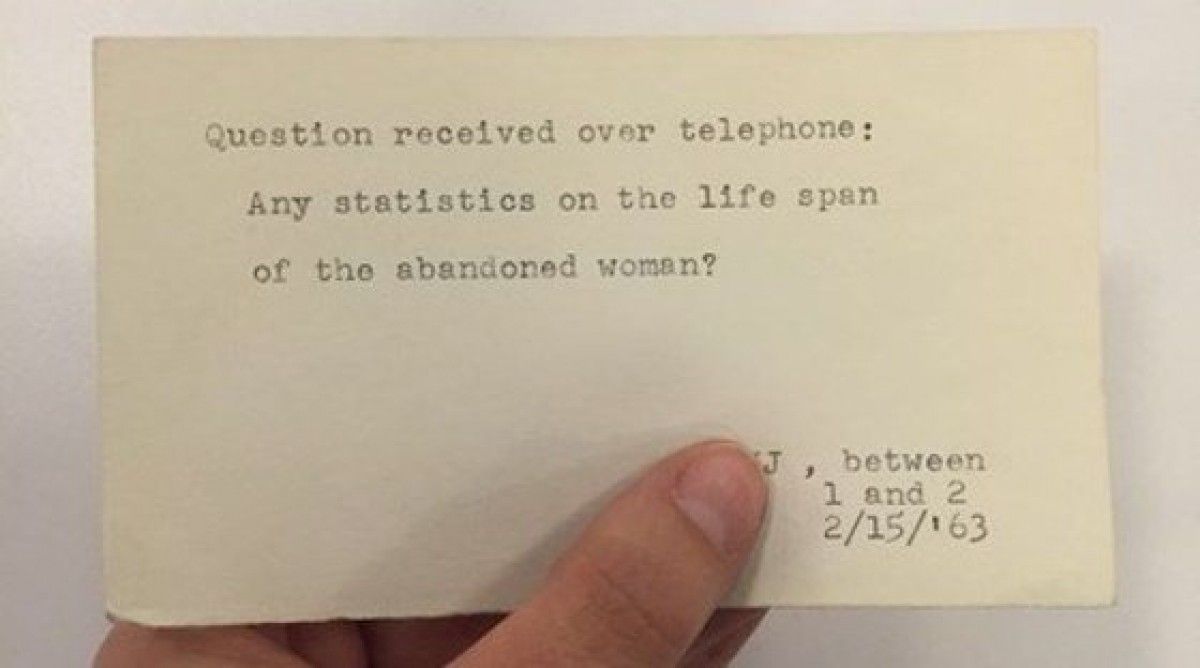 Question received over telephone:
Any statistics on the life span
of the abandoned woman?
J , between
1 and 2
2/15/'63